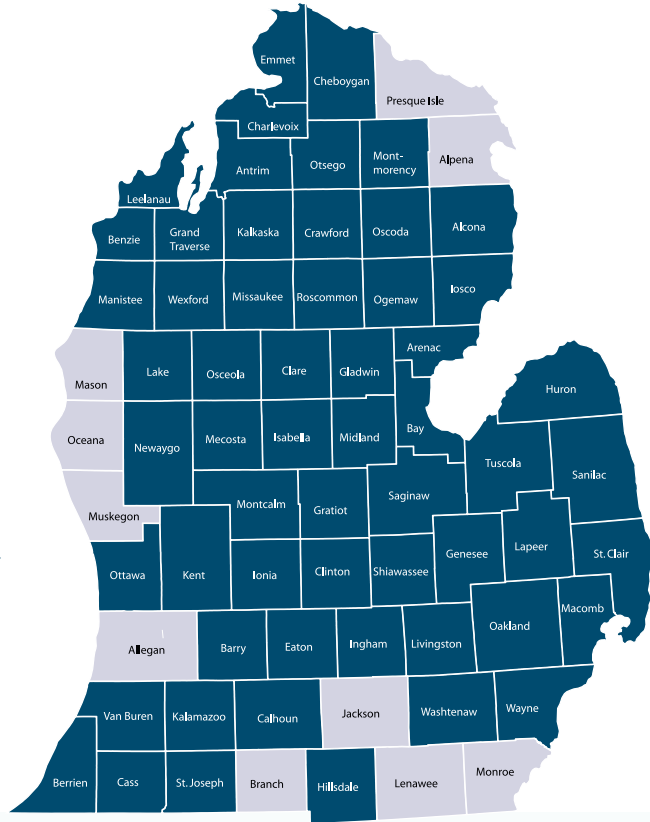 Emmet
Cheboygan
Presque Isle
Charlevoix
Antrim
Otsego
Mont-
morency
Alpena
Leelanau
Benzie
Grand
Traverse
Kalkaska
Crawford
Oscoda
Alcona
Manistee
Wexford
Missaukee
Roscommon
Ogemaw
Iosco
Arenac
Mason
Lake
Osceola
Clare
Gladwin
Huron
Oceana
Newaygo
Mecosta
Isabella
Midland
Bay
Tuscola
Sanilac
Muskegon
Montcalm
Gratiot
Saginaw
Ottawa
Kent
Ionia
Clinton
Shiawassee
Genesee
Lapeer
St. Clair
Allegan
Barry
Eaton
Ingham
Livingston
Oakland
Macomb
Van Buren
Kalamazoo
Calhoun
Jackson
Washtenaw
Wayne
Berrien
Cass
St. Joseph
Branch
Hillsdale
Lenawee
Monroe